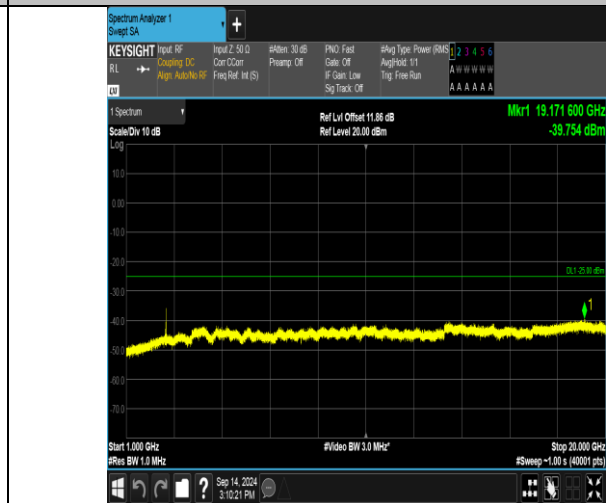 Spectrum Analyzer 1
Swept SA
+
KEYSIGHT Input: RF Input Z: 50 Ω #Atten: 30 dB PNO: Fast #Avg Type: Power (RMS 1 2 3 4 5 6
RL Coupling: DC Corr CCorr Preamp: Off Gate: Off Avg|Hold: 1/1 A W W W W W
Align: Auto/No RF Freq Ref: Int (S) IF Gain: Low Trig: Free Run
LXI Sig Track: Off A A A A A A
1 Spectrum Ref Lvl Offset 11.86 dB Mkr1 19.171 600 GHz
Scale/Div 10 dB Ref Level 20.00 dBm -39.754 dBm
Log
10.0
0.00
-10.0
-20.0
DL1 -25.00 dBm
-30.0
1
-40.0
-50.0
-60.0
-70.0
Start 1.000 GHz #Video BW 3.0 MHz* Stop 20.000 GHz
#Res BW 1.0 MHz #Sweep ~1.00 s (40001 pts)
? Sep 14, 2024
3:10:21 PM